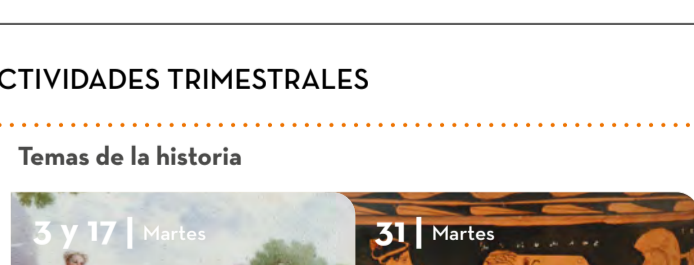 CTIVIDADES TRIMESTRALES
Temas de la historia
3 y 17 | Martes
31 | Martes